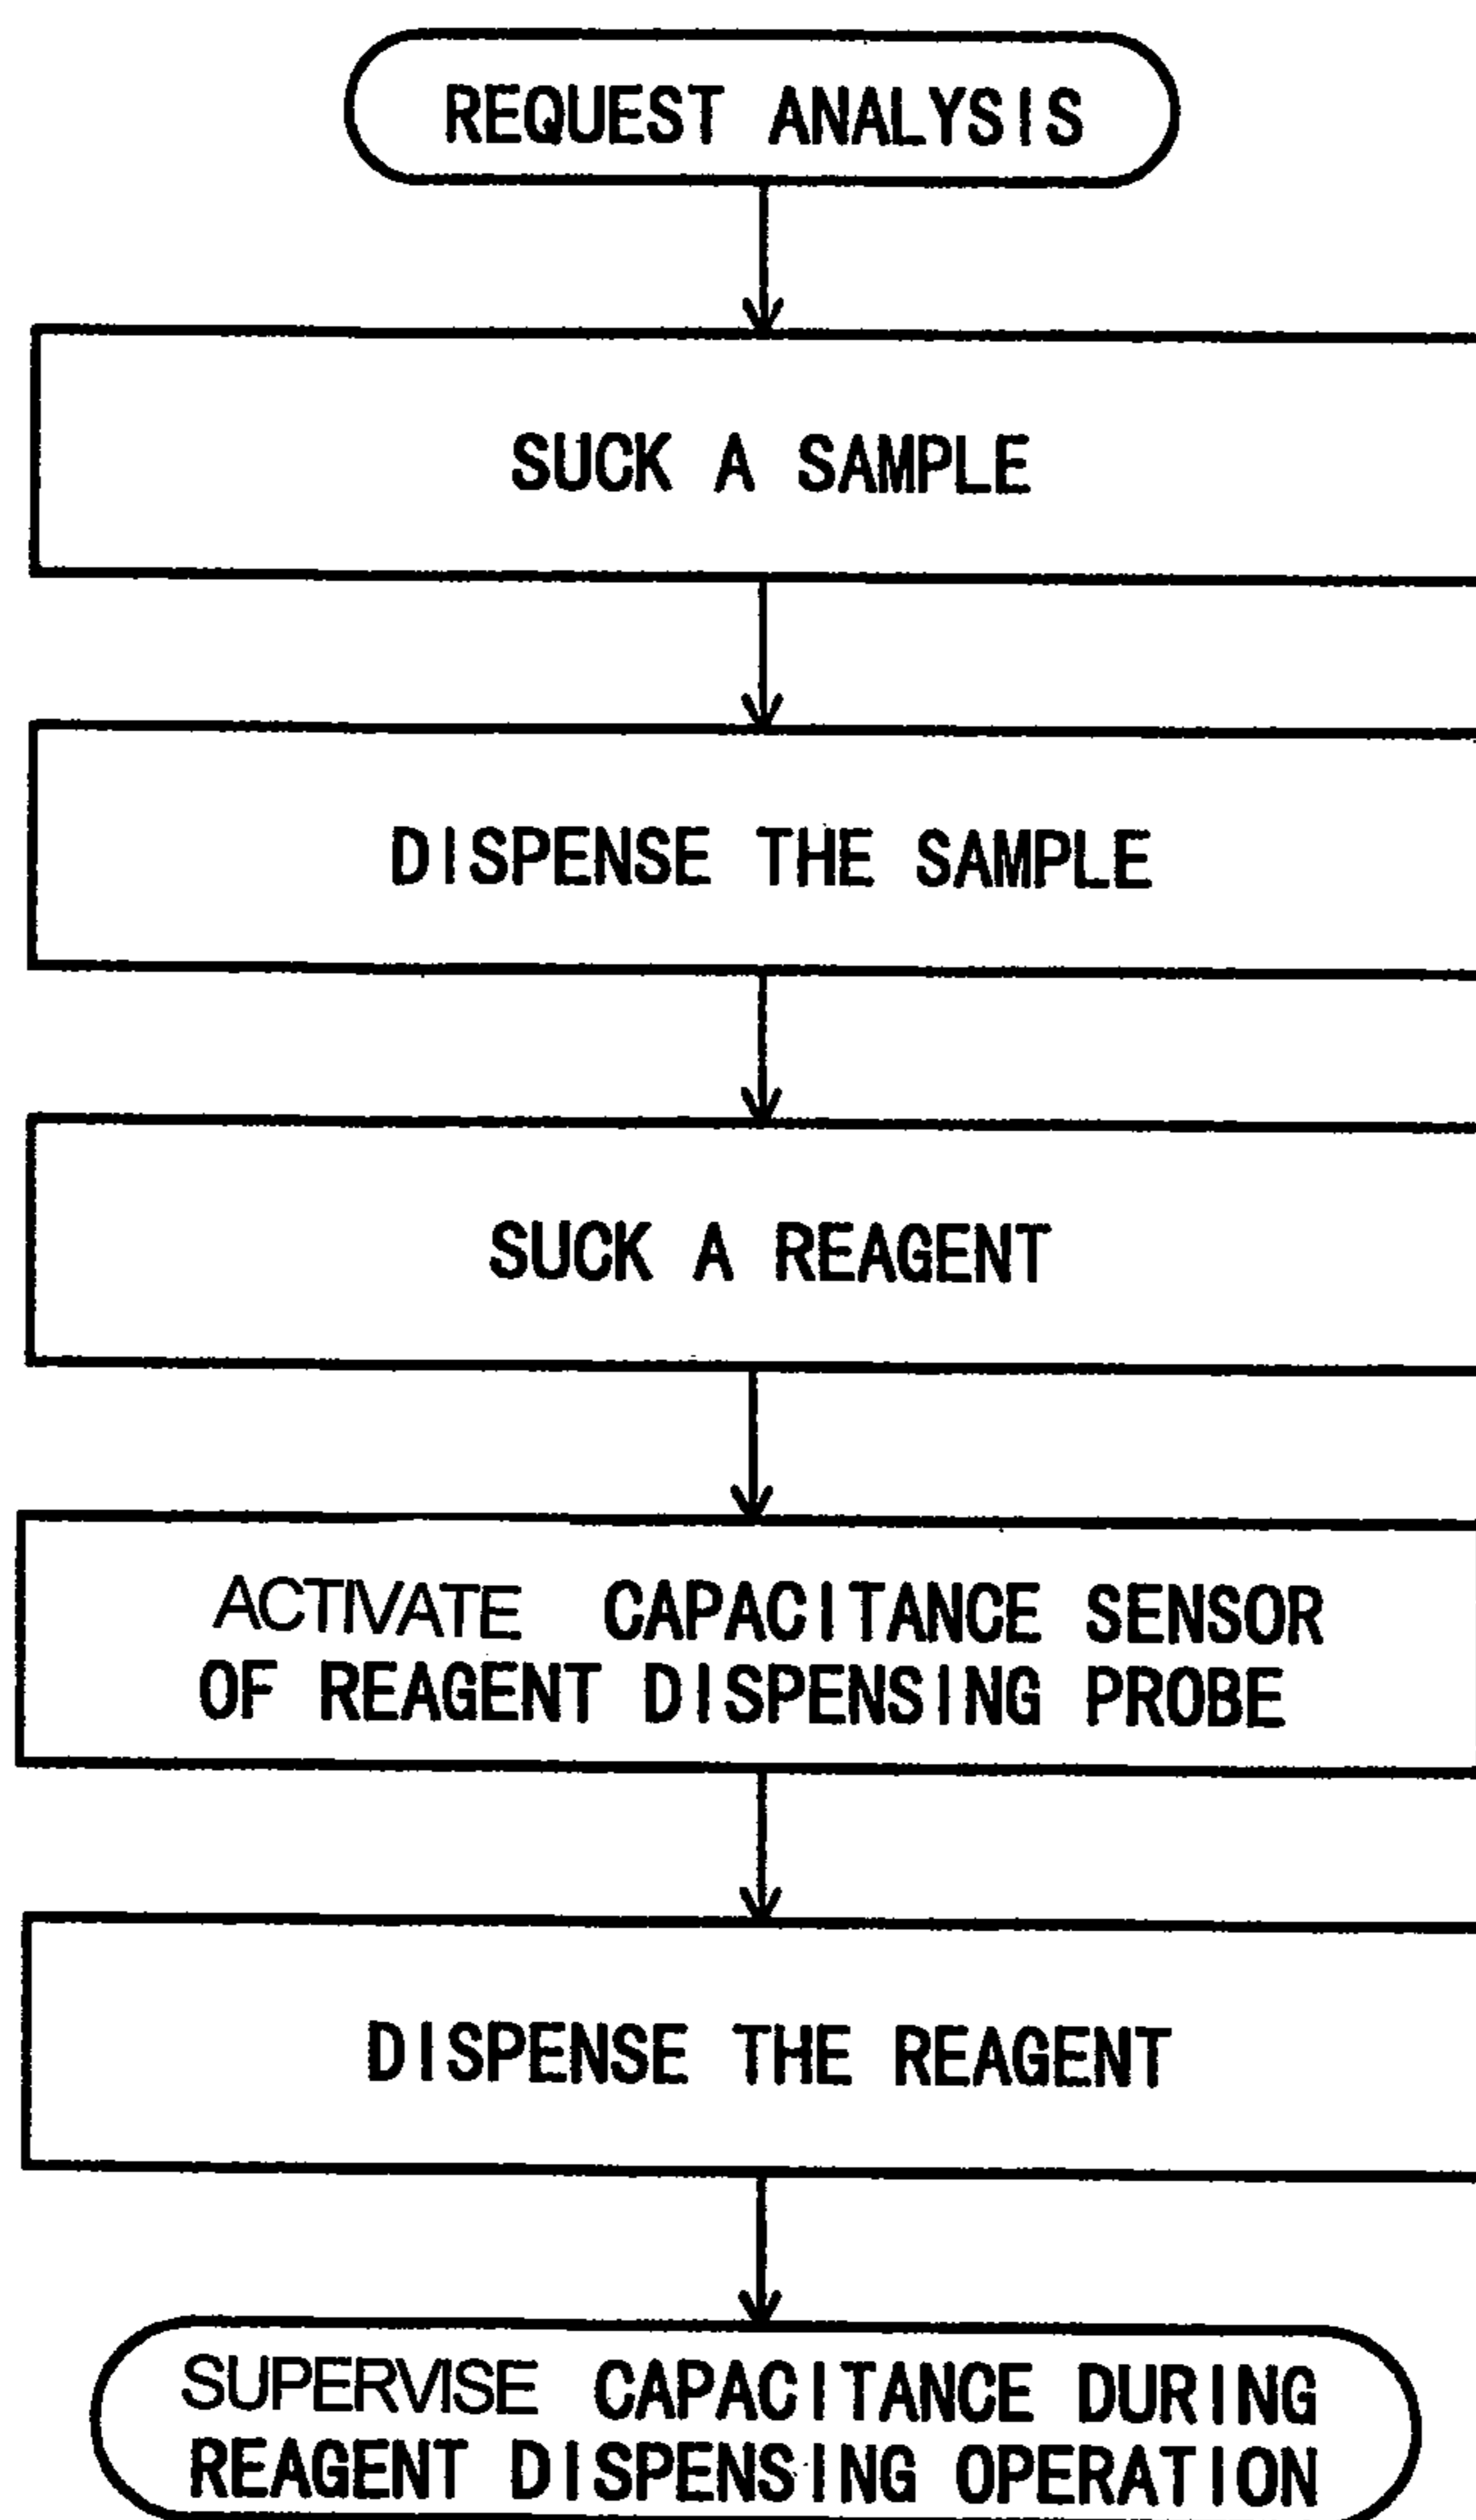 REQUEST ANALYSIS
SUCK A SAMPLE
DISPENSE THE SAMPLE
SUCK A REAGENT
ACTIVATE CAPACITANCE SENSOR
OF REAGENT DISPENSING PROBE
DISPENSE THE REAGENT
SUPERVISE CAPACITANCE DURING
REAGENT DISPENSING OPERATION